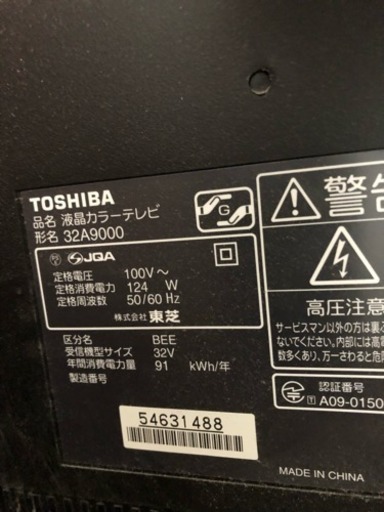 TOSHIBA
品名 液晶カラーテレビ
形名 32A9000
JQA
定格電圧 100V～
定格消費電力 124 W
定格周波数 50/60 Hz
株式会社 東芝
区分名 BEE
受信機型サイズ 32V
年間消費電力量 91 kWh/年
製造番号
54631488
G
警告
高圧注意
サービスマン以外の方は裏
ないでください。内部には高
数多くあり、万一さわると危
認証番号
T A09-0150
MADE IN CHINA